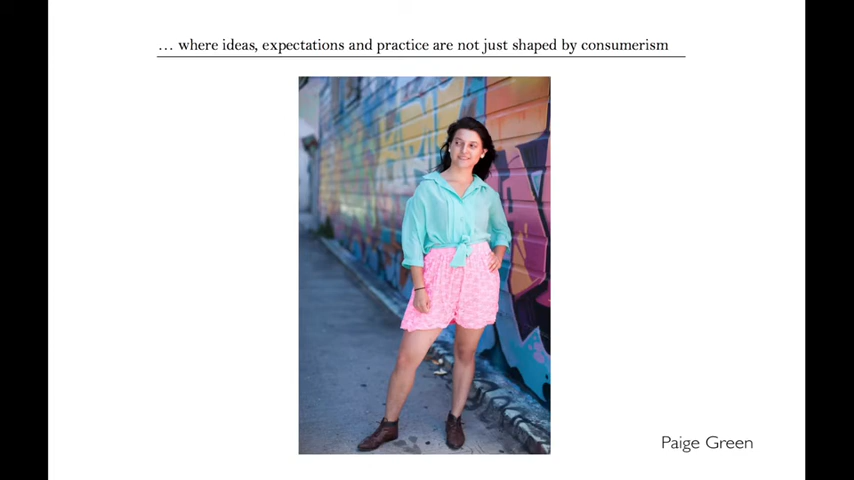 … where ideas, expectations and practice are not just shaped by consumerism
Paige Green